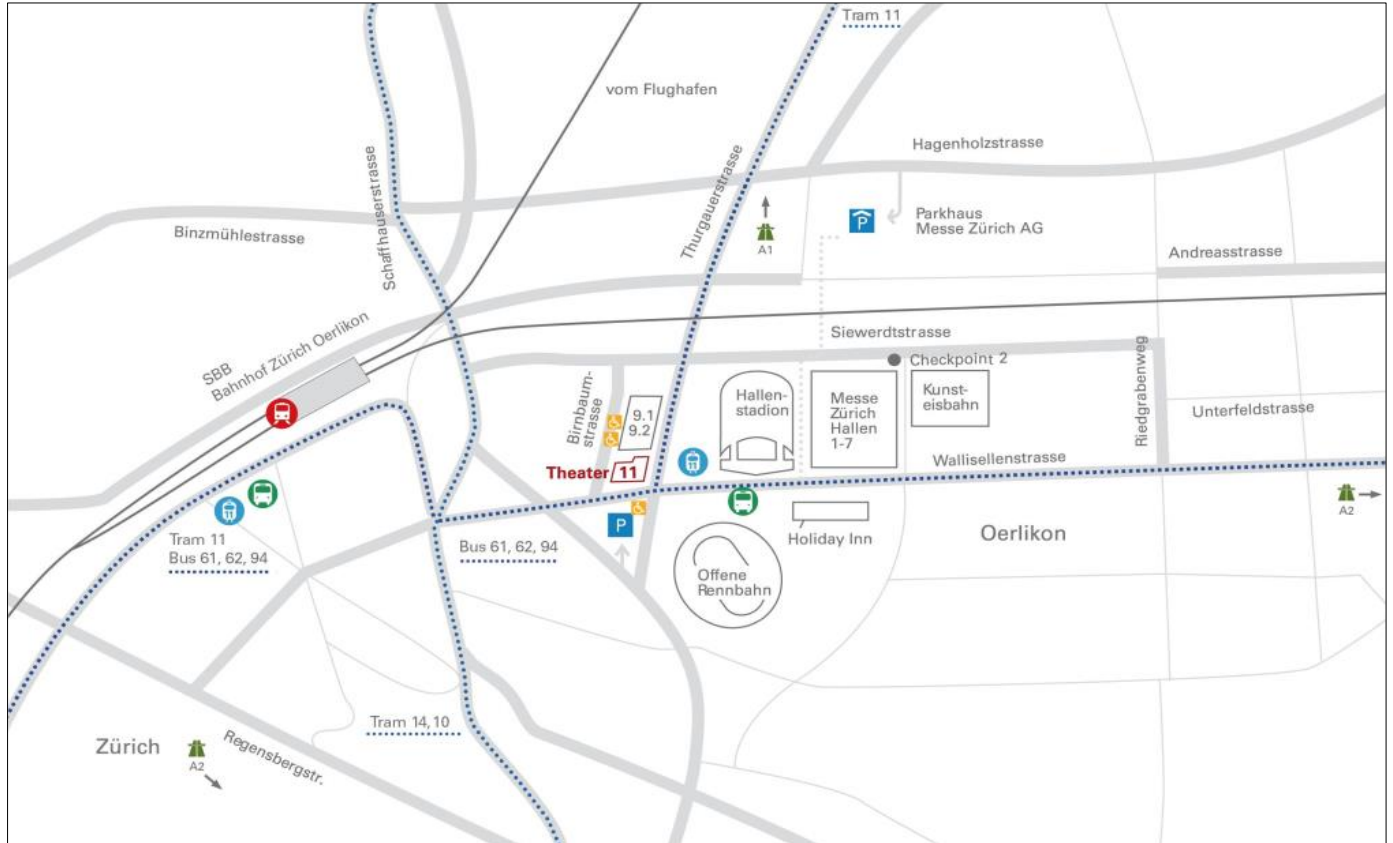 Tram 11
vom Flughafen
Hagenholzstrasse
Schaffhauserstrasse
Thurgauerstrasse
P
Parkhaus
Messe Zürich AG
Binzmühlestrasse
A1
Andreasstrasse
SBB
Bahnhof Zürich Oerlikon
Siewerdtstrasse
Checkpoint 2
Birnbaum-
strasse
9.1
9.2
Hallen-
stadion
Messe
Zürich
Hallen
1-7
Kunst-
eisbahn
Riedgrabenweg
Unterfeldstrasse
Theater 11
11
Wallisellenstrasse
11
Tram 11
Bus 61, 62, 94
Bus 61, 62, 94
P
Holiday Inn
Oerlikon
A2
Offene
Rennbahn
Tram 14, 10
Zürich
A2
Regensbergstr.